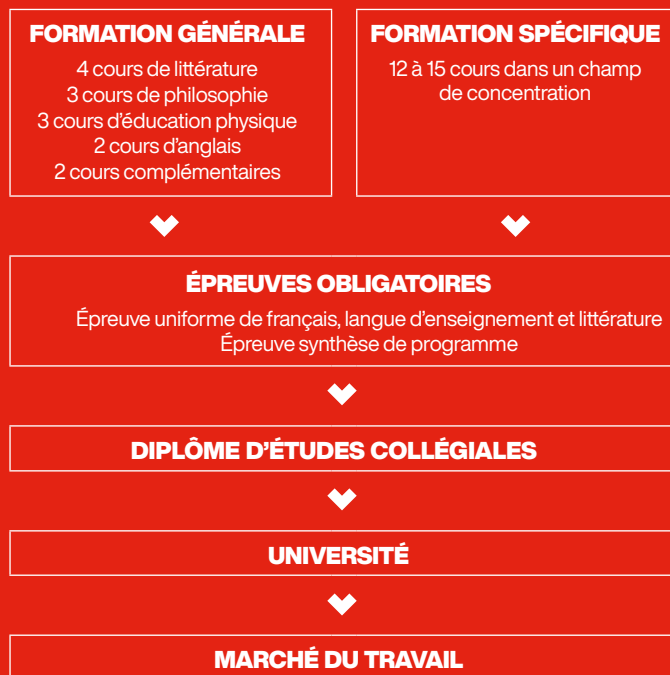 FORMATION GÉNÉRALE
4 cours de littérature
3 cours de philosophie
3 cours d'éducation physique
2 cours d'anglais
2 cours complémentaires
FORMATION SPÉCIFIQUE
12 à 15 cours dans un champ
de concentration
ÉPREUVES OBLIGATOIRES
Épreuve uniforme de français, langue d'enseignement et littérature
Épreuve synthèse de programme
DIPLÔME D'ÉTUDES COLLÉGIALES
UNIVERSITÉ
MARCHÉ DU TRAVAIL